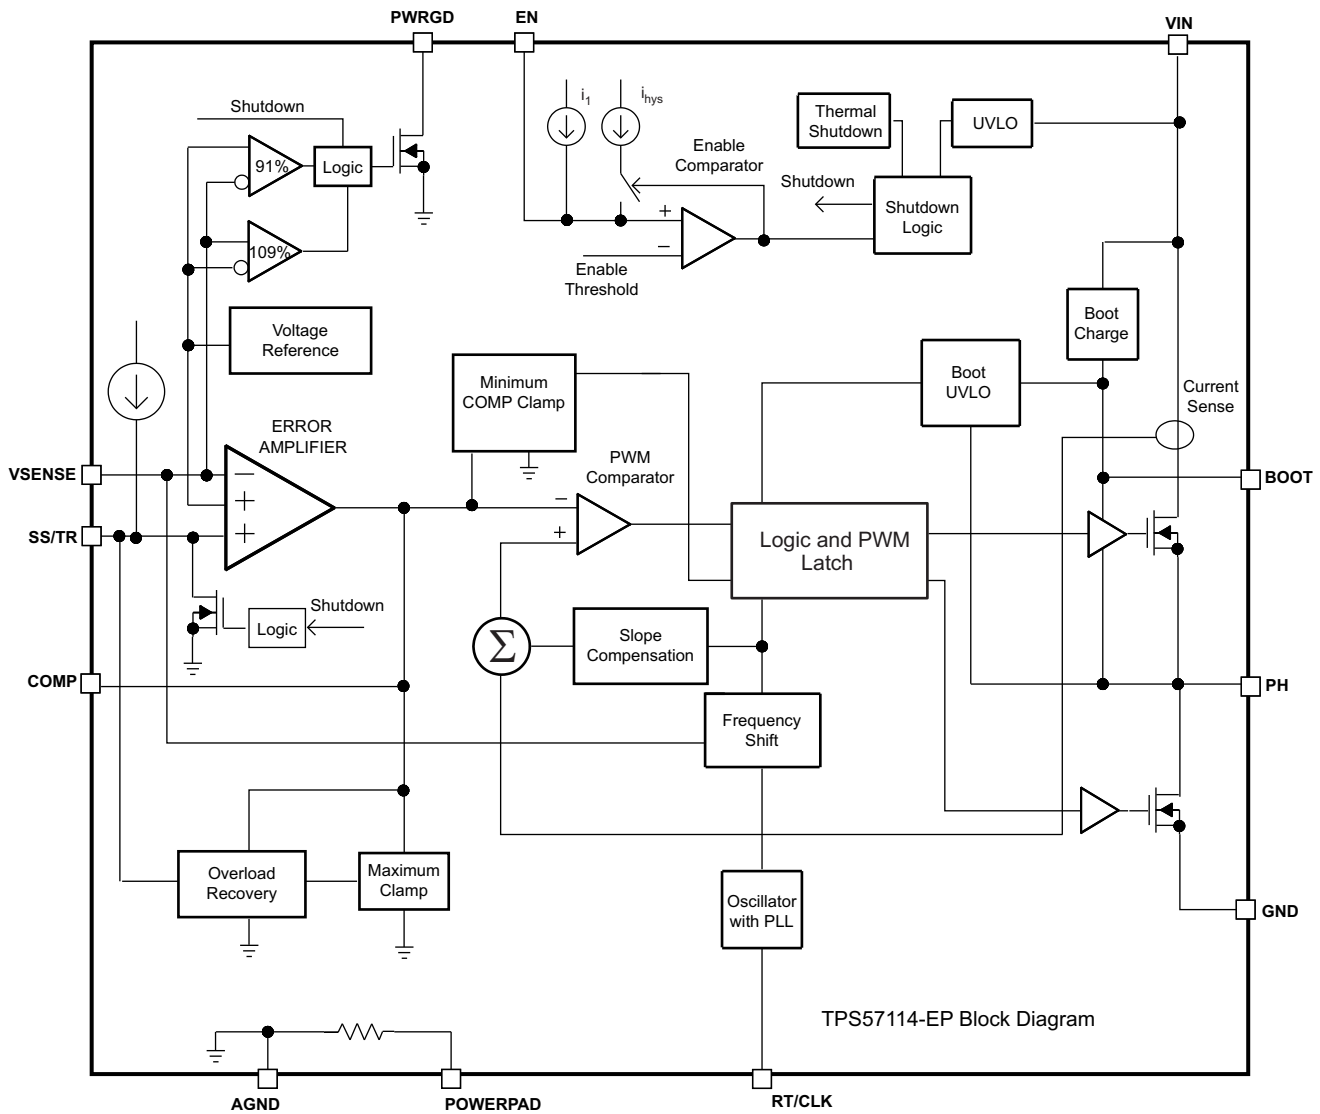 PWRGD
EN
VIN
i1
ihys
Shutdown
Thermal
Shutdown
UVLO
Enable
Comparator
91%
Logic
Shutdown
Shutdown
Logic
+
−
109%
Enable
Threshold
Voltage
Reference
Boot
Charge
Minimum
COMP Clamp
Boot
UVLO
Current
Sense
ERROR
AMPLIFIER
PWM
Comparator
VSENSE
−
+
+
−
+
BOOT
SS/TR
Logic and PWM
Latch
Shutdown
Logic
Σ
Slope
Compensation
COMP
PH
Frequency
Shift
Overload
Recovery
Maximum
Clamp
Oscillator
with PLL
GND
TPS57114-EP Block Diagram
AGND
POWERPAD
RT/CLK